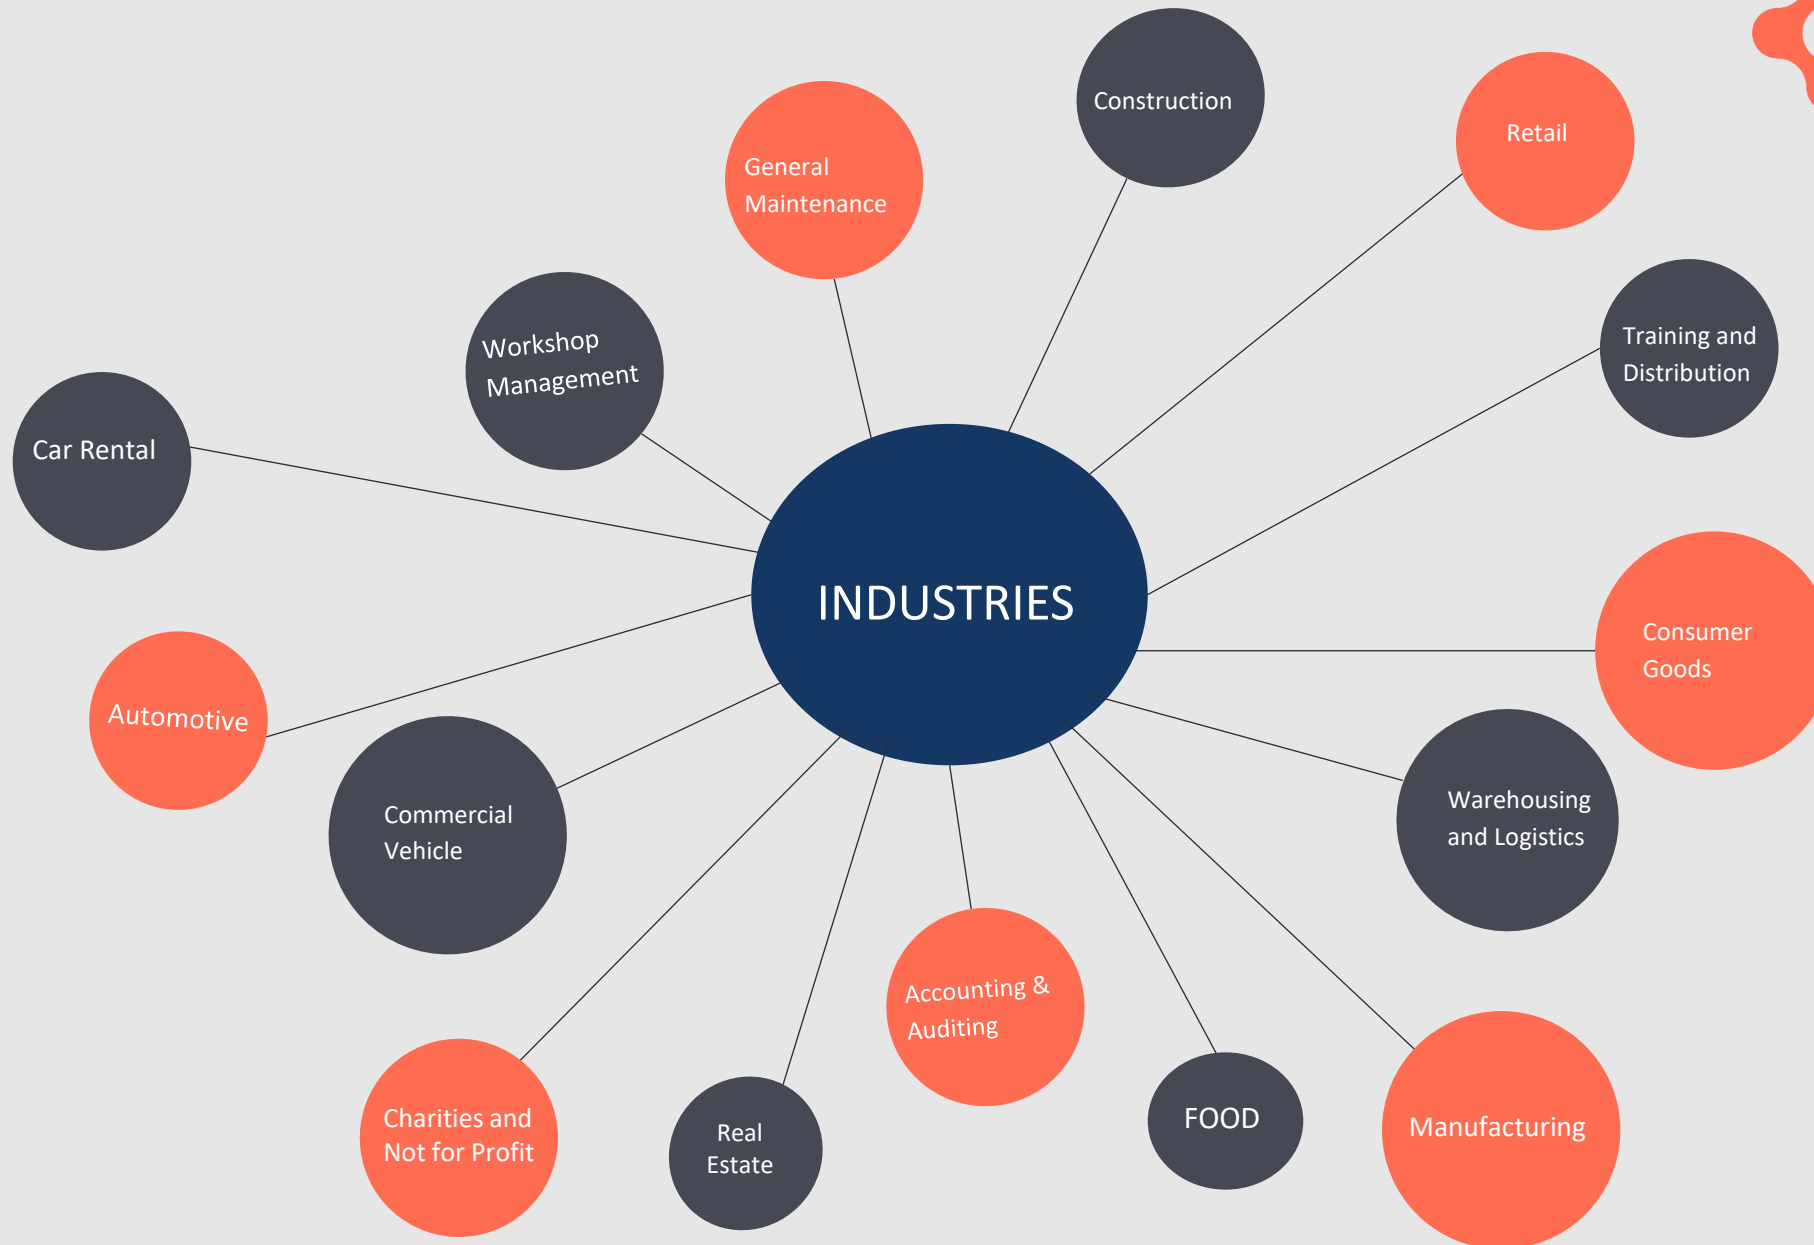 Construction
Retail
General
Maintenance
Training and
Distribution
Workshop
Management
Car Rental
INDUSTRIES
Consumer
Goods
Automotive
Commercial
Vehicle
Warehousing
and Logistics
Accounting &
Auditing
Charities and
Not for Profit
Real
Estate
FOOD
Manufacturing